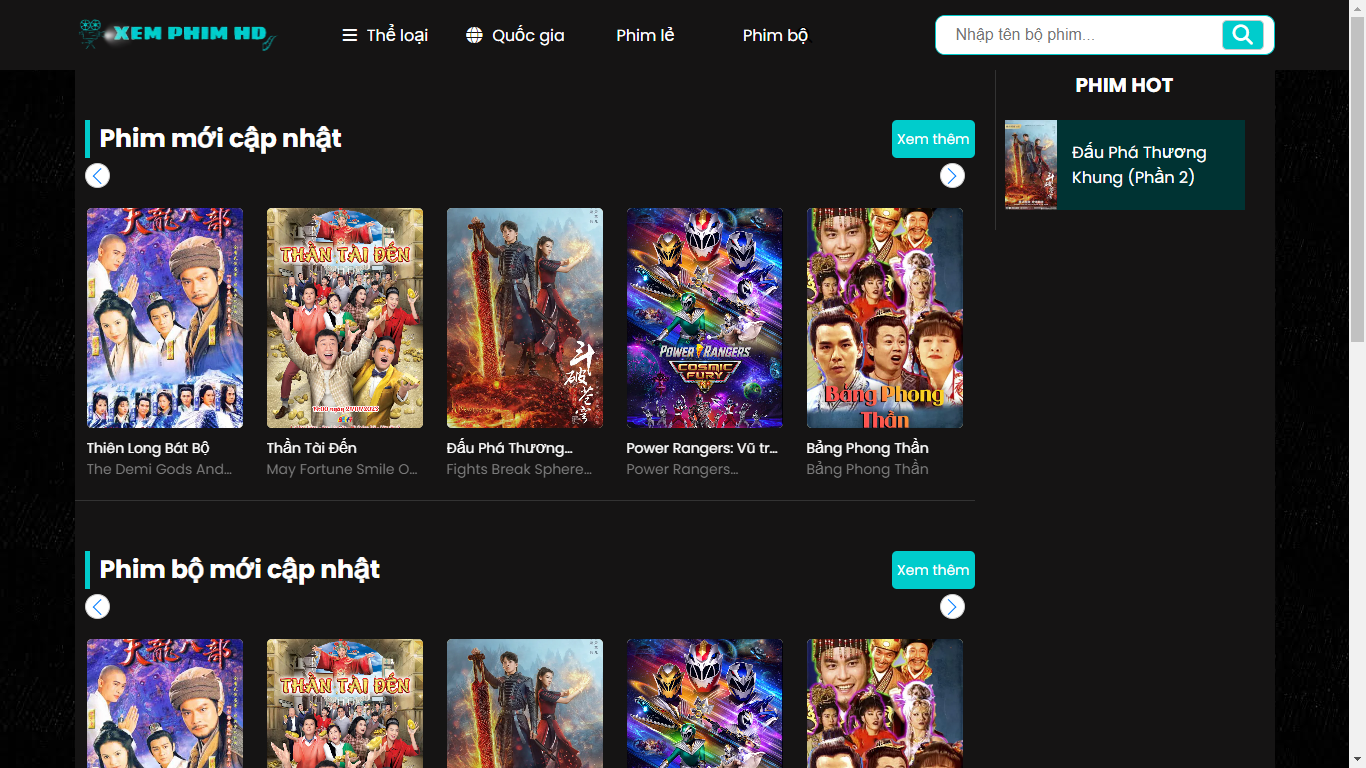 XEM PHIM HD
Thể loại
Quốc gia
Phim lẻ
Phim bộ
Nhập tên bộ phim...
PHIM HOT
Đấu Phá Thương
Khung (Phần 2)
Phim mới cập nhật
Xem thêm
天龍八部
THẦN TÀI ĐẾN
斗破苍穹
POWER RANGERS
COSMIC
FURY
Bảng Phong
Thần
Thiên Long Bát Bộ
The Demi Gods And...
Thần Tài Đến
May Fortune Smile O...
Đấu Phá Thương...
Fights Break Sphere...
Power Rangers: Vũ tr...
Power Rangers...
Bảng Phong Thần
Bảng Phong Thần
Phim bộ mới cập nhật
Xem thêm
天龍八部
THẦN TÀI ĐẾN